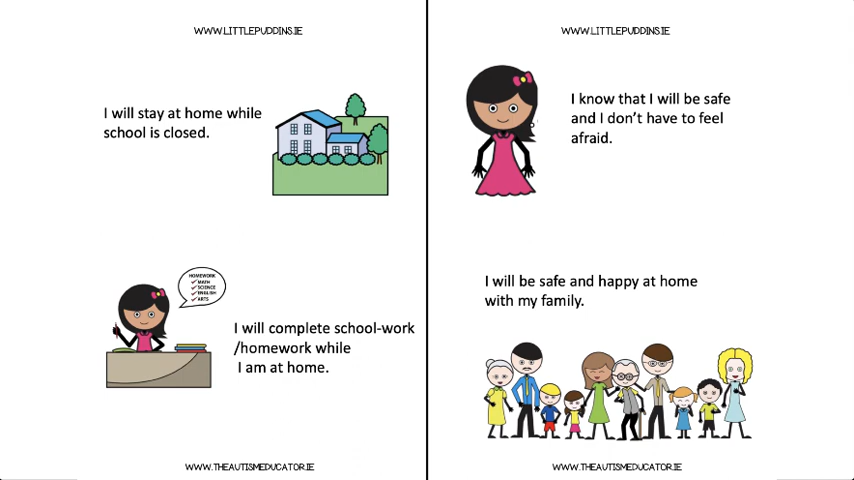 WWW.LITTLEPUDDINS.IE
I will stay at home while
school is closed.
HOMEWORK
MATH
SCIENCE
ENGLISH
ARTS
I will complete school-work
/homework while
I am at home.
WWW.THEAUTISMEDUCATOR.IE
WWW.LITTLEPUDDINS.IE
I know that I will be safe
and I don't have to feel
afraid.
I will be safe and happy at home
with my family.
WWW.THEAUTISMEDUCATOR.IE